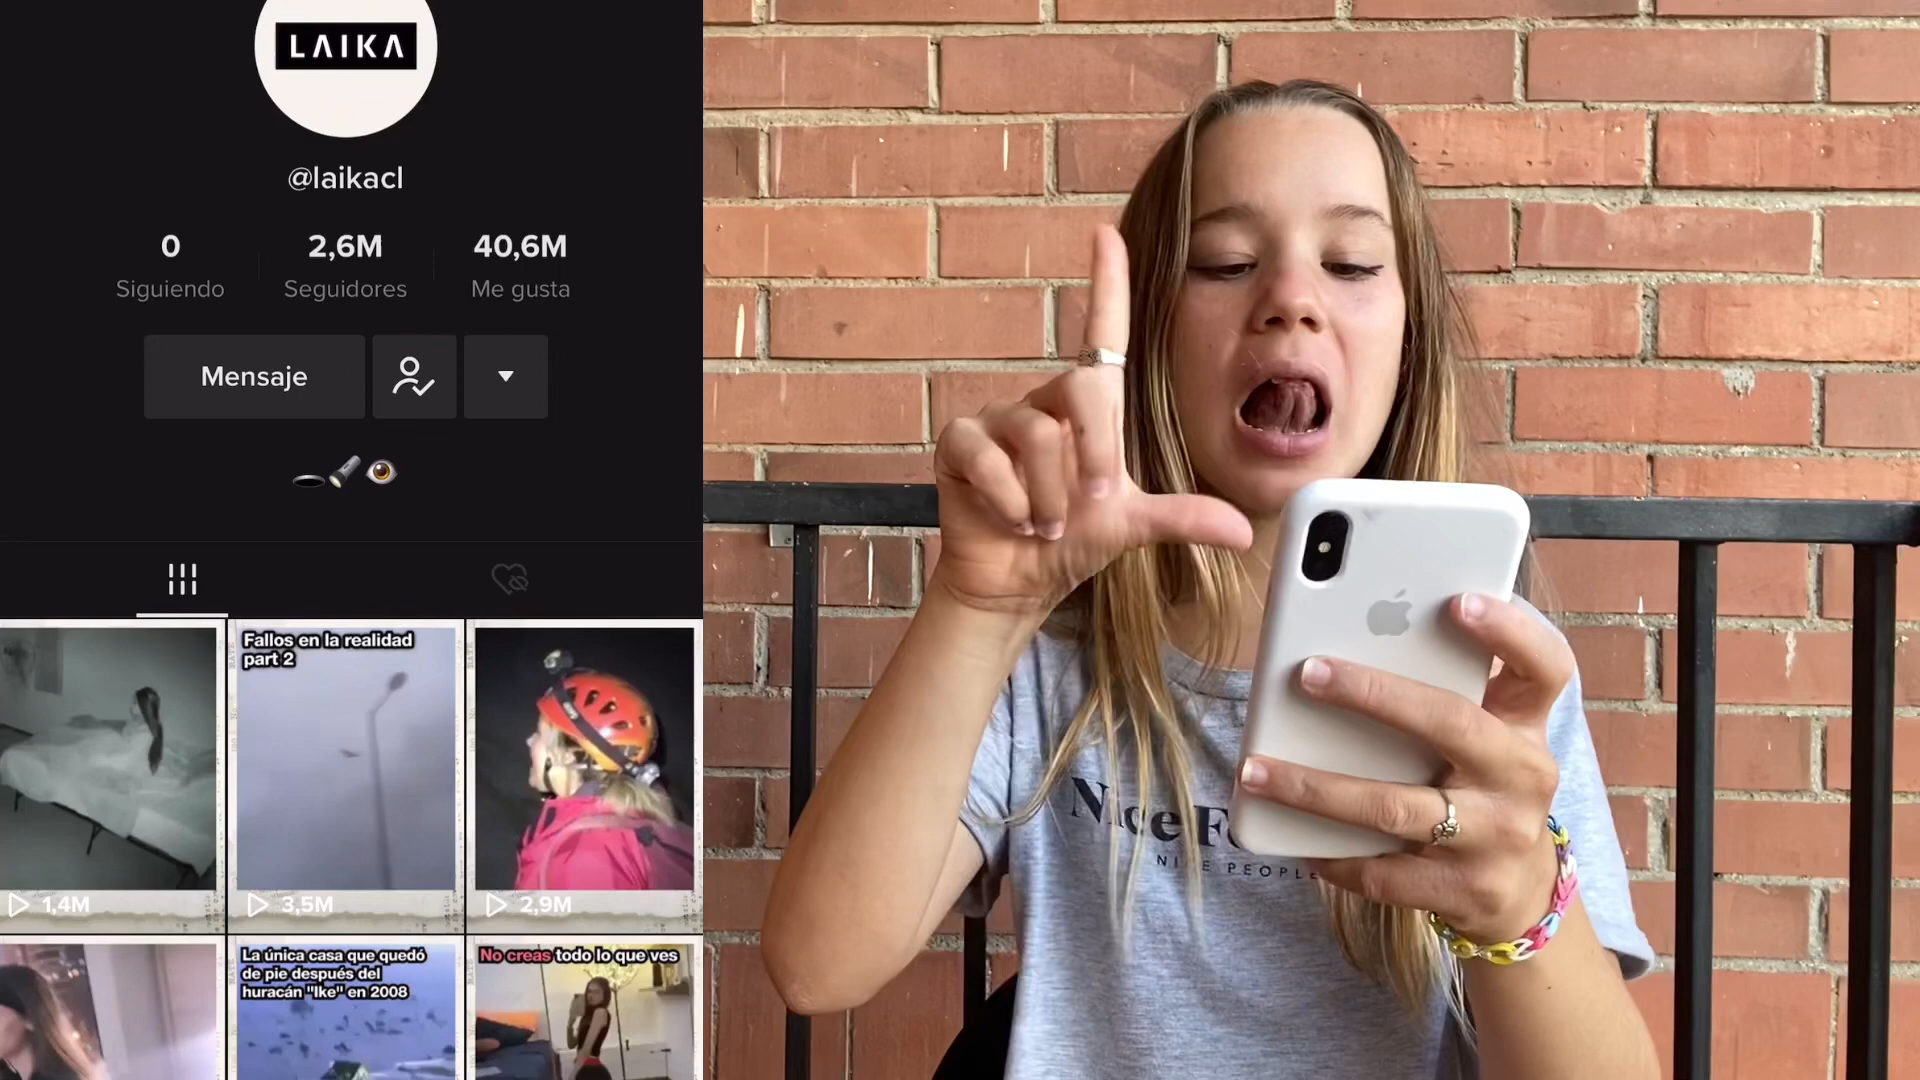 LAIKA
@laikacl
0
2,6M
40,6M
Siguiendo
Seguidores
Me gusta
Mensaje
Fallos en la realidad
part 2
1,4M
3,5M
2,9M
La única casa que quedó
de pie después del
huracán "Ike" en 2008
No creas todo lo que ves
Nice
NICE PEOPLE